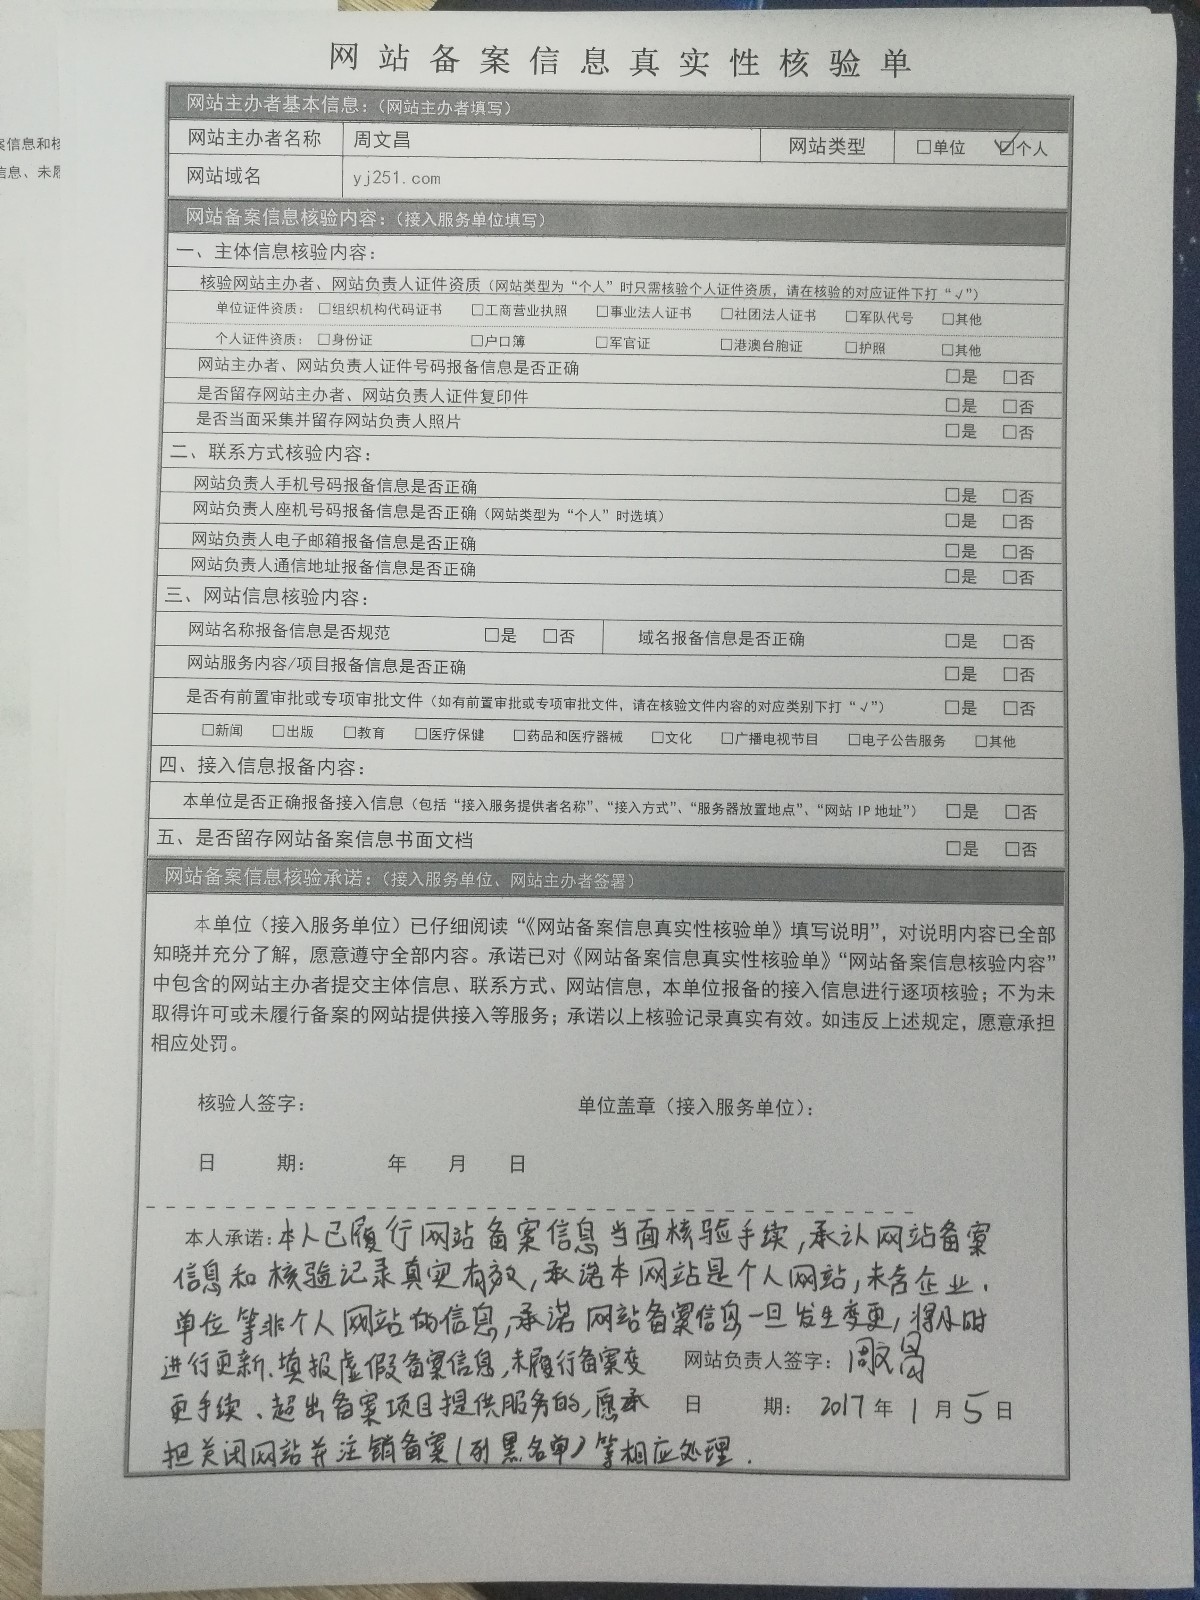 案信息和核
信息、未履
网站备案信息真实性核验单
网站主办者基本信息：（网站主办者填写）
网站主办者名称 周文昌 网站类型 □单位 ☑个人
网站域名 yj251.com
网站备案信息核验内容：（接入服务单位填写）
一、主体信息核验内容：
核验网站主办者、网站负责人证件资质（网站类型为“个人”时只需核验个人证件资质，请在核验的对应证件下打“√”）
单位证件资质： □组织机构代码证书 □工商营业执照 □事业法人证书 □社团法人证书 □军队代号 □其他
个人证件资质： □身份证 □户口簿 □军官证 □港澳台胞证 □护照 □其他
网站主办者、网站负责人证件号码报备信息是否正确 □是 □否
是否留存网站主办者、网站负责人证件复印件 □是 □否
是否当面采集并留存网站负责人照片 □是 □否
二、联系方式核验内容：
网站负责人手机号码报备信息是否正确 □是 □否
网站负责人座机号码报备信息是否正确（网站类型为“个人”时选填） □是 □否
网站负责人电子邮箱报备信息是否正确 □是 □否
网站负责人通信地址报备信息是否正确 □是 □否
三、网站信息核验内容：
网站名称报备信息是否规范 □是 □否 域名报备信息是否正确 □是 □否
网站服务内容/项目报备信息是否正确 □是 □否
是否有前置审批或专项审批文件（如有前置审批或专项审批文件，请在核验文件内容的对应类别下打“√”） □是 □否
□新闻 □出版 □教育 □医疗保健 □药品和医疗器械 □文化 □广播电视节目 □电子公告服务 □其他
四、接入信息报备内容：
本单位是否正确报备接入信息（包括“接入服务提供者名称”、“接入方式”、“服务器放置地点”、“网站 IP 地址”） □是 □否
五、是否留存网站备案信息书面文档 □是 □否
网站备案信息核验承诺：（接入服务单位、网站主办者签署）
本单位（接入服务单位）已仔细阅读“《网站备案信息真实性核验单》填写说明”，对说明内容已全部
知晓并充分了解，愿意遵守全部内容。承诺已对《网站备案信息真实性核验单》“网站备案信息核验内容”
中包含的网站主办者提交主体信息、联系方式、网站信息，本单位报备的接入信息进行逐项核验；不为未
取得许可或未履行备案的网站提供接入等服务；承诺以上核验记录真实有效。如违反上述规定，愿意承担
相应处罚。
核验人签字： 单位盖章（接入服务单位）：
日 期： 年 月 日
本人承诺：本人已履行网站备案信息当面核验手续，承认网站备案
信息和核验记录真实有效，承诺本网站是个人网站，未含企业、
单位等非个人网站的信息，承诺网站备案信息一旦发生变更，将及时
进行更新、填报虚假备案信息，未履行备案变 网站负责人签字：周文昌
更手续、超出备案项目提供服务的，愿承 日 期： 2017 年 1 月 5 日
担关闭网站并注销备案（列黑名单）等相应处理．